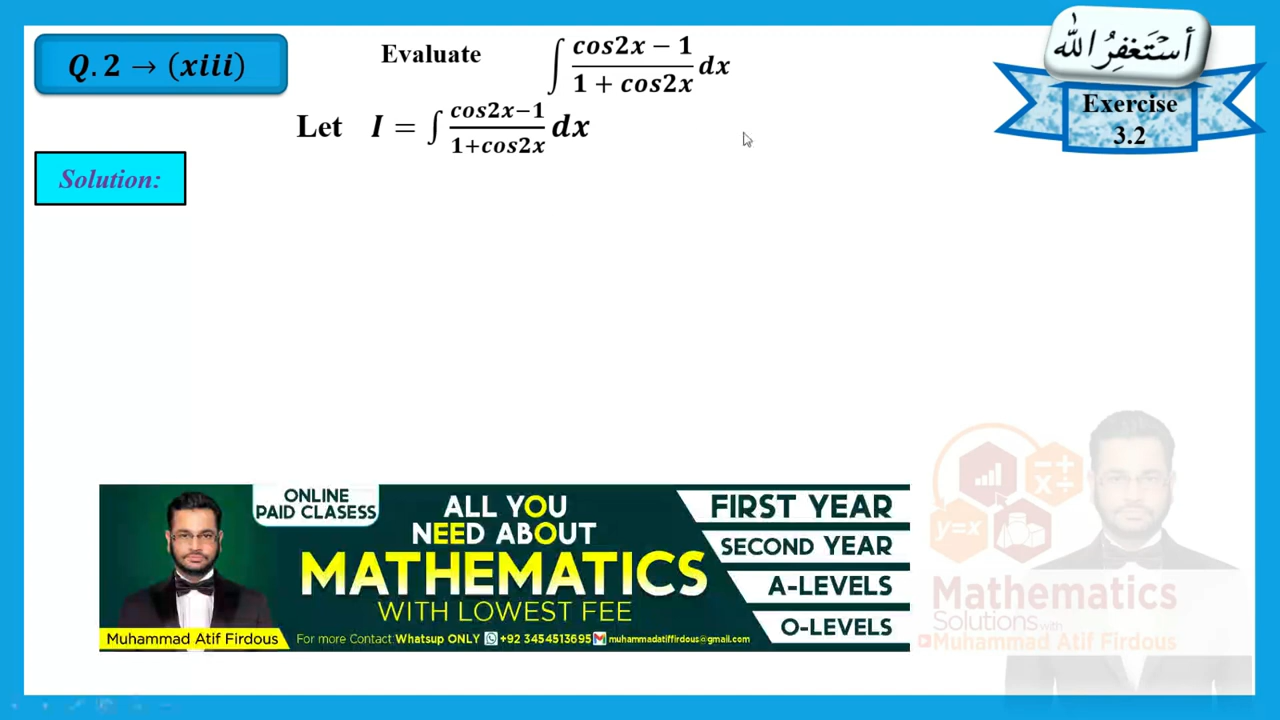 Q. 2 → (xiii)
Evaluate ∫ (cos2x − 1)/(1 + cos2x) dx
أَسْتَغْفِرُ الله
Exercise
3.2
Let I = ∫ (cos2x−1)/(1+cos2x) dx
Solution:
ONLINE
PAID CLASESS
ALL YOU
NEED ABOUT
MATHEMATICS
WITH LOWEST FEE
Muhammad Atif Firdous
For more Contact:Whatsup ONLY +92 3454513695 muhammadatiffirdous@gmail.com
FIRST YEAR
SECOND YEAR
A-LEVELS
O-LEVELS
y=x
Mathematics
Solutions with
Muhammad Atif Firdous